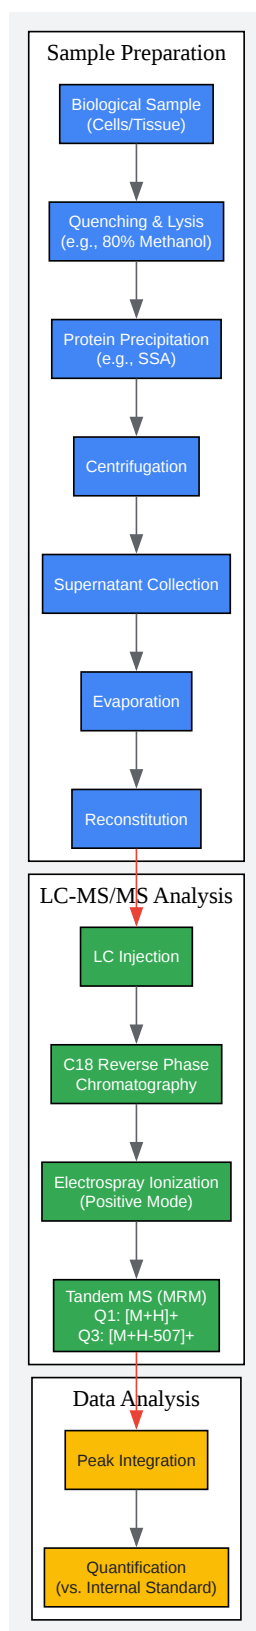 Sample Preparation
Biological Sample
(Cells/Tissue)
Quenching & Lysis
(e.g., 80% Methanol)
Protein Precipitation
(e.g., SSA)
Centrifugation
Supernatant Collection
Evaporation
Reconstitution
LC-MS/MS Analysis
LC Injection
C18 Reverse Phase
Chromatography
Electrospray Ionization
(Positive Mode)
Tandem MS (MRM)
Q1: [M+H]+
Q3: [M+H-507]+
Data Analysis
Peak Integration
Quantification
(vs. Internal Standard)